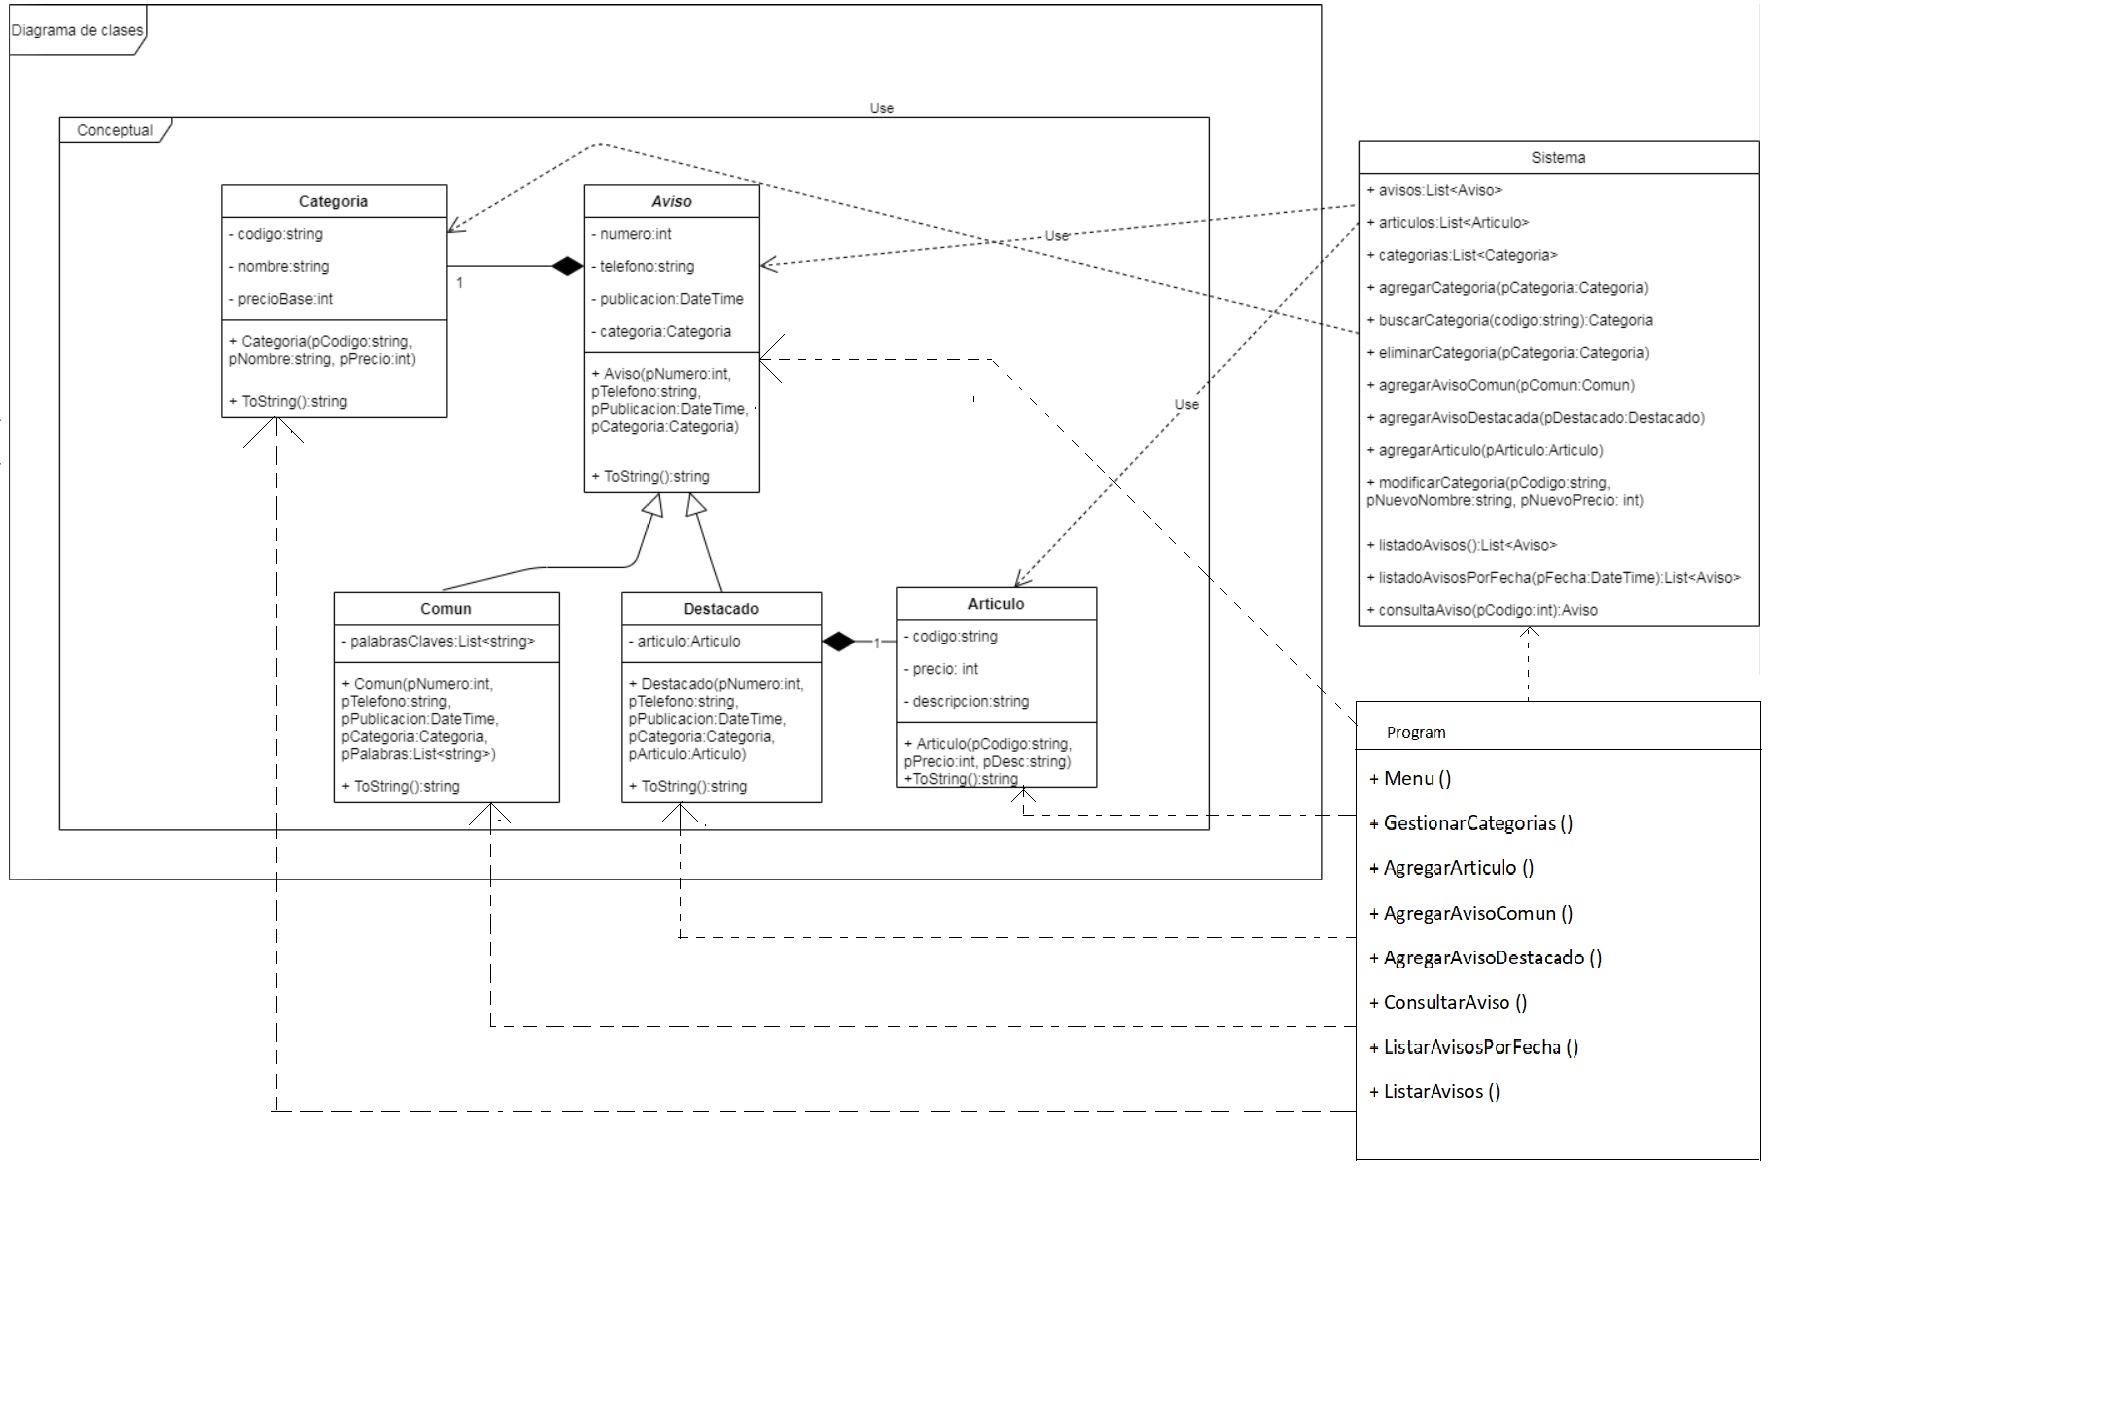 Diagrama de clases
Use
Conceptual
Categoria
- codigo:string
- nombre:string
- precioBase:int
+ Categoria(pCodigo:string,
pNombre:string, pPrecio:int)
+ ToString():string
1
Aviso
- numero:int
- telefono:string
- publicacion:DateTime
- categoria:Categoria
+ Aviso(pNumero:int,
pTelefono:string,
pPublicacion:DateTime,
pCategoria:Categoria)
+ ToString():string
Use
Use
Comun
- palabrasClaves:List<string>
+ Comun(pNumero:int,
pTelefono:string,
pPublicacion:DateTime,
pCategoria:Categoria,
pPalabras:List<string>)
+ ToString():string
Destacado
- articulo:Articulo
+ Destacado(pNumero:int,
pTelefono:string,
pPublicacion:DateTime,
pCategoria:Categoria,
pArticulo:Articulo)
+ ToString():string
1
Articulo
- codigo:string
- precio: int
- descripcion:string
+ Articulo(pCodigo:string,
pPrecio:int, pDesc:string)
+ToString():string
Sistema
+ avisos:List<Aviso>
+ articulos:List<Articulo>
+ categorias:List<Categoria>
+ agregarCategoria(pCategoria:Categoria)
+ buscarCategoria(codigo:string):Categoria
+ eliminarCategoria(pCategoria:Categoria)
+ agregarAvisoComun(pComun:Comun)
+ agregarAvisoDestacada(pDestacado:Destacado)
+ agregarArticulo(pArticulo:Articulo)
+ modificarCategoria(pCodigo:string,
pNuevoNombre:string, pNuevoPrecio: int)
+ listadoAvisos():List<Aviso>
+ listadoAvisosPorFecha(pFecha:DateTime):List<Aviso>
+ consultaAviso(pCodigo:int):Aviso
Program
+ Menu ()
+ GestionarCategorias ()
+ AgregarArticulo ()
+ AgregarAvisoComun ()
+ AgregarAvisoDestacado ()
+ ConsultarAviso ()
+ ListarAvisosPorFecha ()
+ ListarAvisos ()